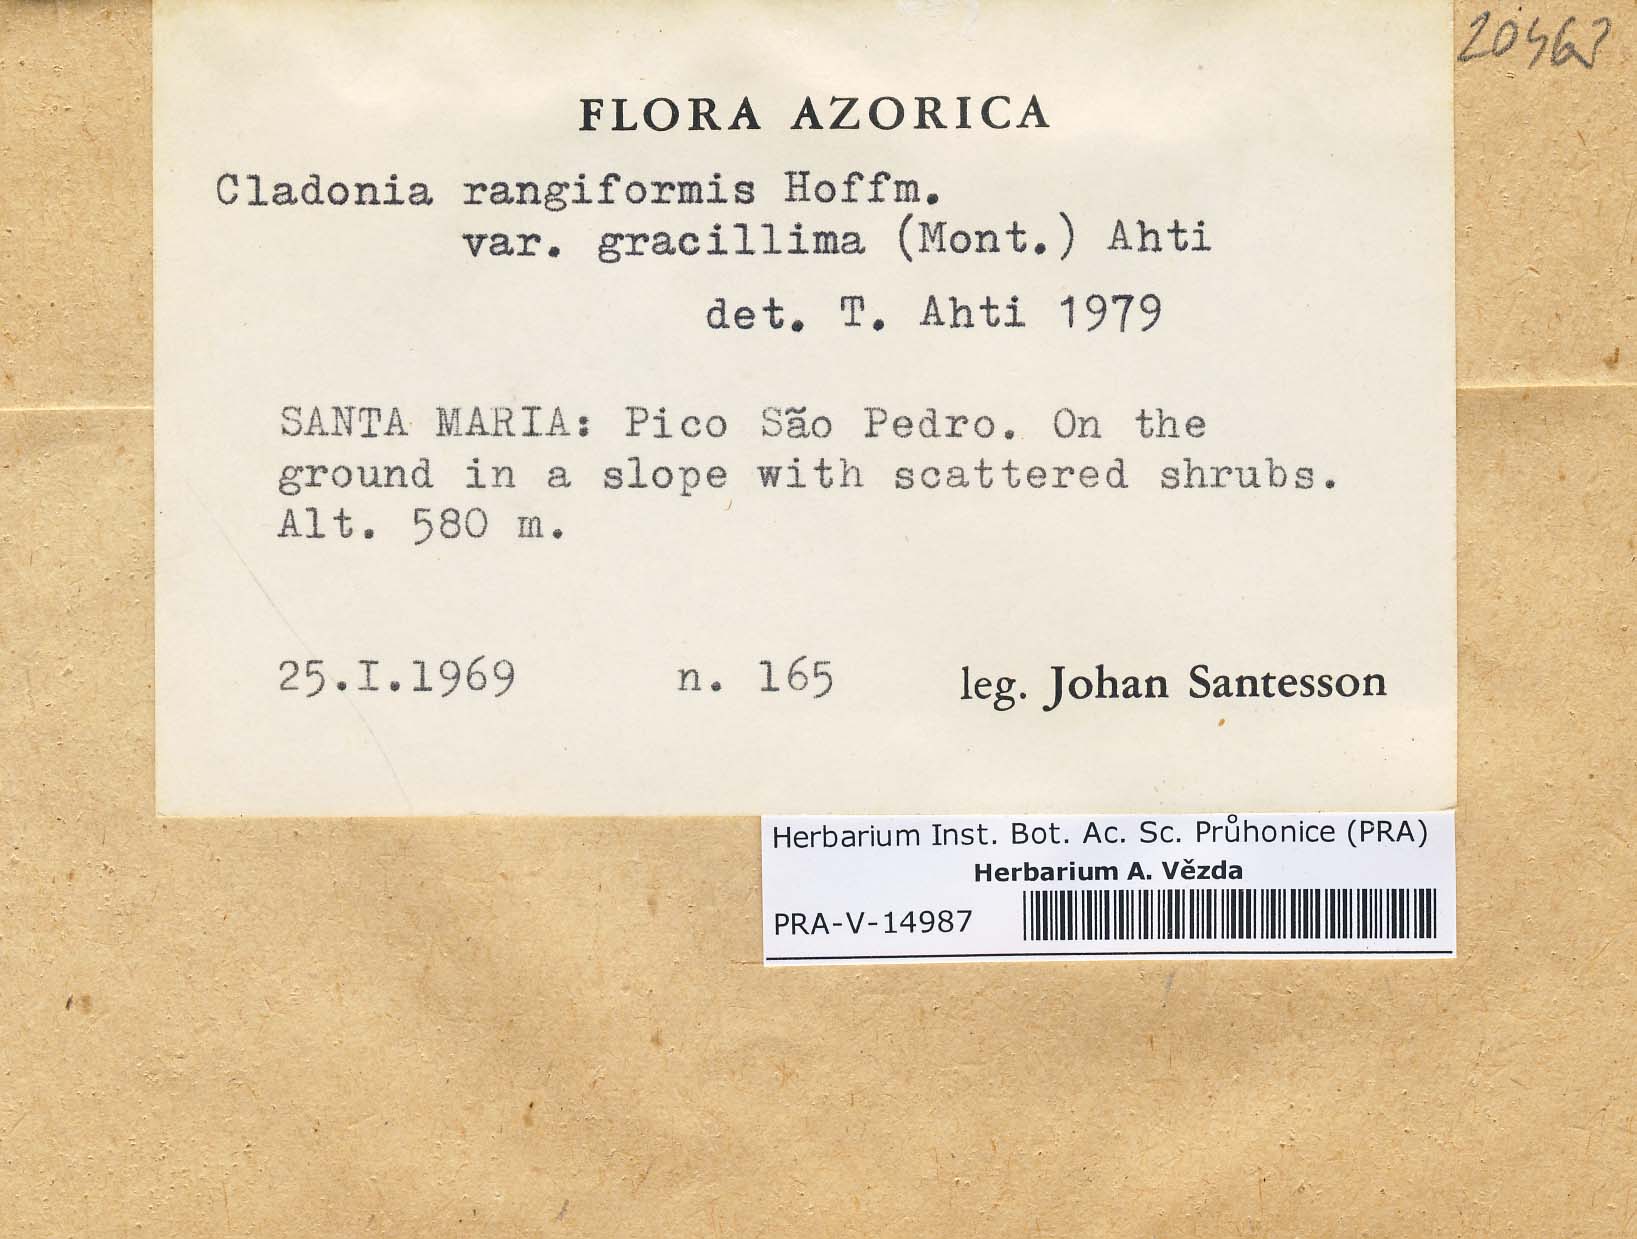 FLORA AZORICA
Cladonia rangiformis Hoffm.
var. gracillima (Mont.) Ahti
det. T. Ahti 1979
SANTA MARIA: Pico São Pedro. On the
ground in a slope with scattered shrubs.
Alt. 580 m.
25.I.1969 n. 165 leg. Johan Santesson
Herbarium Inst. Bot. Ac. Sc. Průhonice (PRA)
Herbarium A. Vězda
PRA-V-14987